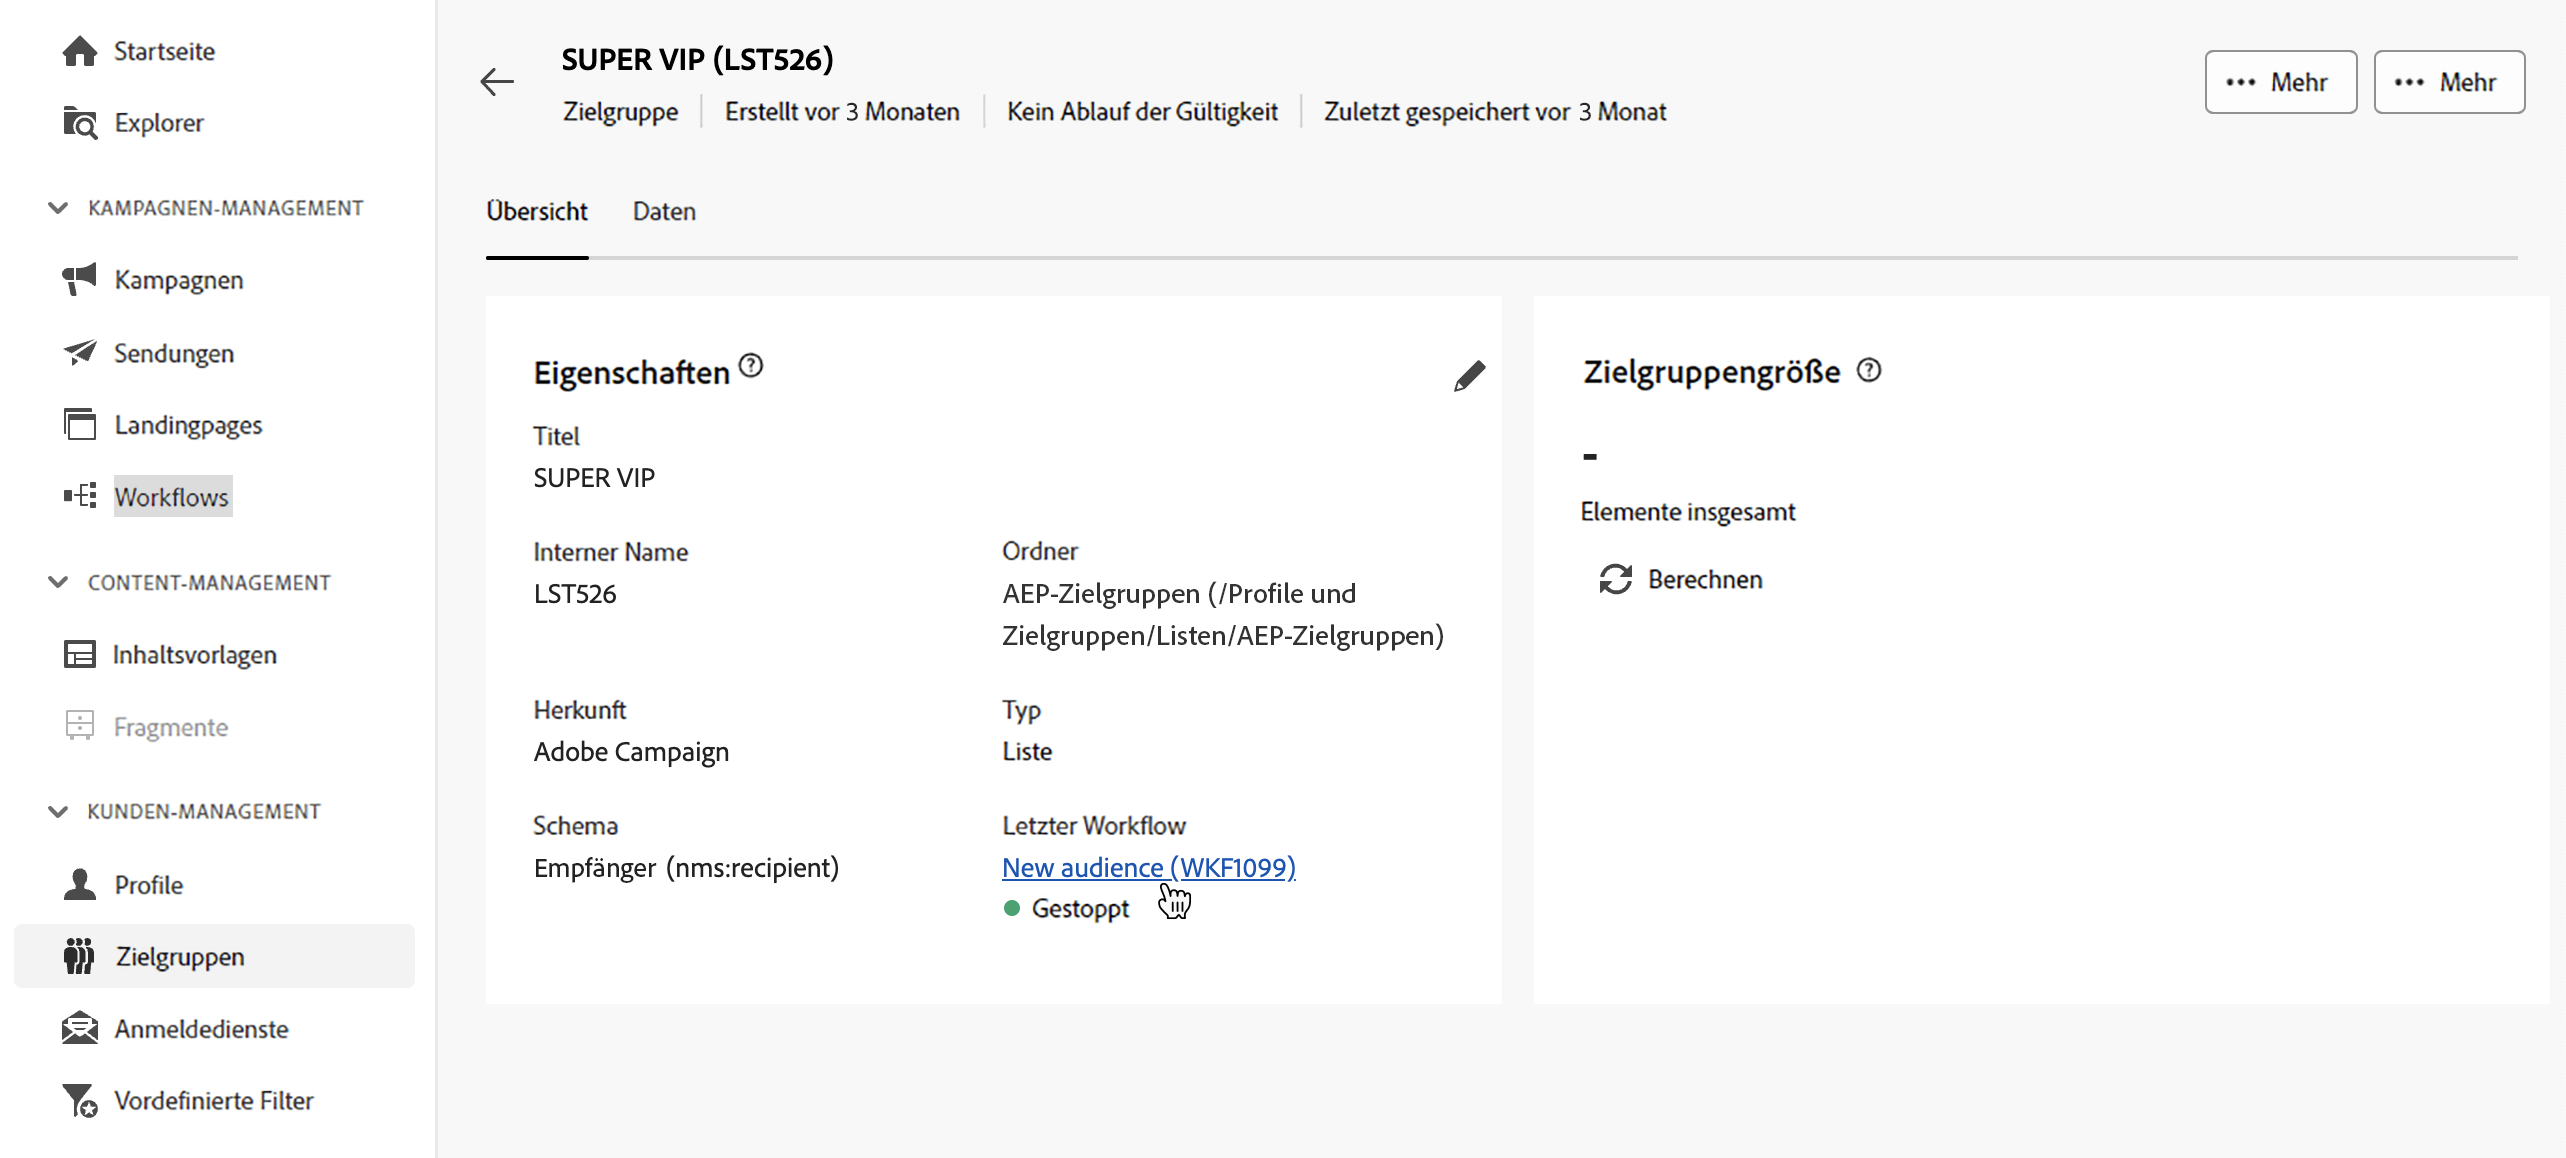 Startseite
Explorer
KAMPAGNEN-MANAGEMENT
Kampagnen
Sendungen
Landingpages
Workflows
CONTENT-MANAGEMENT
Inhaltsvorlagen
Fragmente
KUNDEN-MANAGEMENT
Profile
Zielgruppen
Anmeldedienste
Vordefinierte Filter
SUPER VIP (LST526)
Zielgruppe Erstellt vor 3 Monaten Kein Ablauf der Gültigkeit Zuletzt gespeichert vor 3 Monat
Mehr Mehr
Übersicht Daten
Eigenschaften
Titel
SUPER VIP
Interner Name
LST526
Ordner
AEP-Zielgruppen (/Profile und
Zielgruppen/Listen/AEP-Zielgruppen)
Herkunft
Adobe Campaign
Typ
Liste
Schema
Empfänger (nms:recipient)
Letzter Workflow
New audience (WKF1099)
Gestoppt
Zielgruppengröße
-
Elemente insgesamt
Berechnen